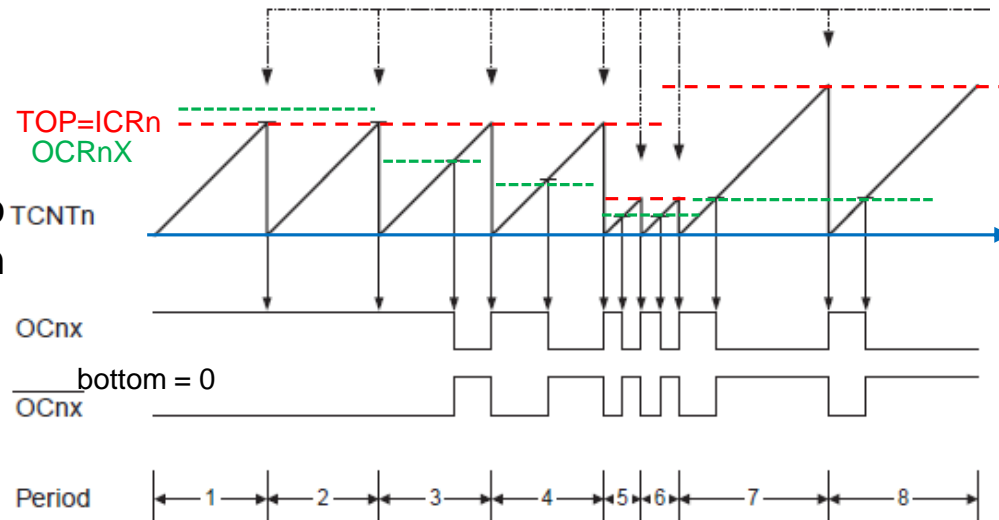 TOP=ICRn
OCRnX
TCNTn
OCnx
bottom = 0
OCnx
Period 1 2 3 4 5 6 7 8